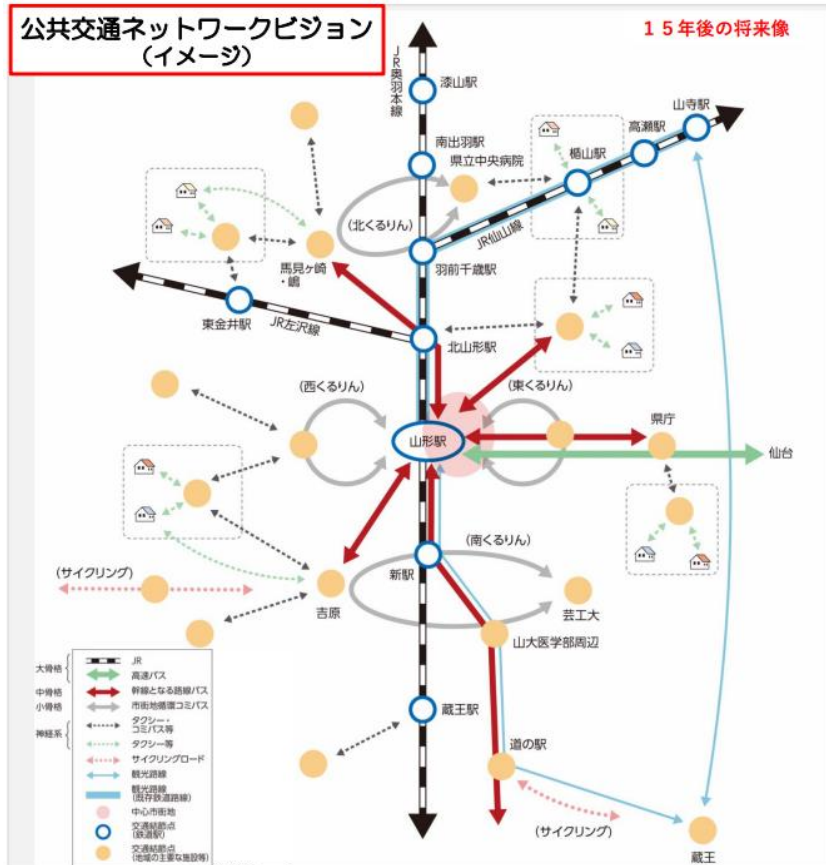 公共交通ネットワークビジョン
(イメージ)
15年後の将来像
JR奥羽本線
漆山駅
山寺駅
高瀬駅
南出羽駅
県立中央病院
楯山駅
(北くるりん)
JR仙山線
羽前千歳駅
馬見ヶ崎
・嶋
東金井駅
JR左沢線
北山形駅
(西くるりん)
(東くるりん)
県庁
山形駅
仙台
(南くるりん)
(サイクリング)
新駅
吉原
芸工大
山大医学部周辺
蔵王駅
道の駅
(サイクリング)
蔵王
大骨格
JR
高速バス
中骨格
幹線となる路線バス
小骨格
市街地循環コミバス
神経系
タクシー・
コミバス等
タクシー等
サイクリングロード
観光路線
観光路線
(既存鉄道路線)
中心市街地
交通結節点
(鉄道駅)
交通結節点
(地域の主要な施設等)